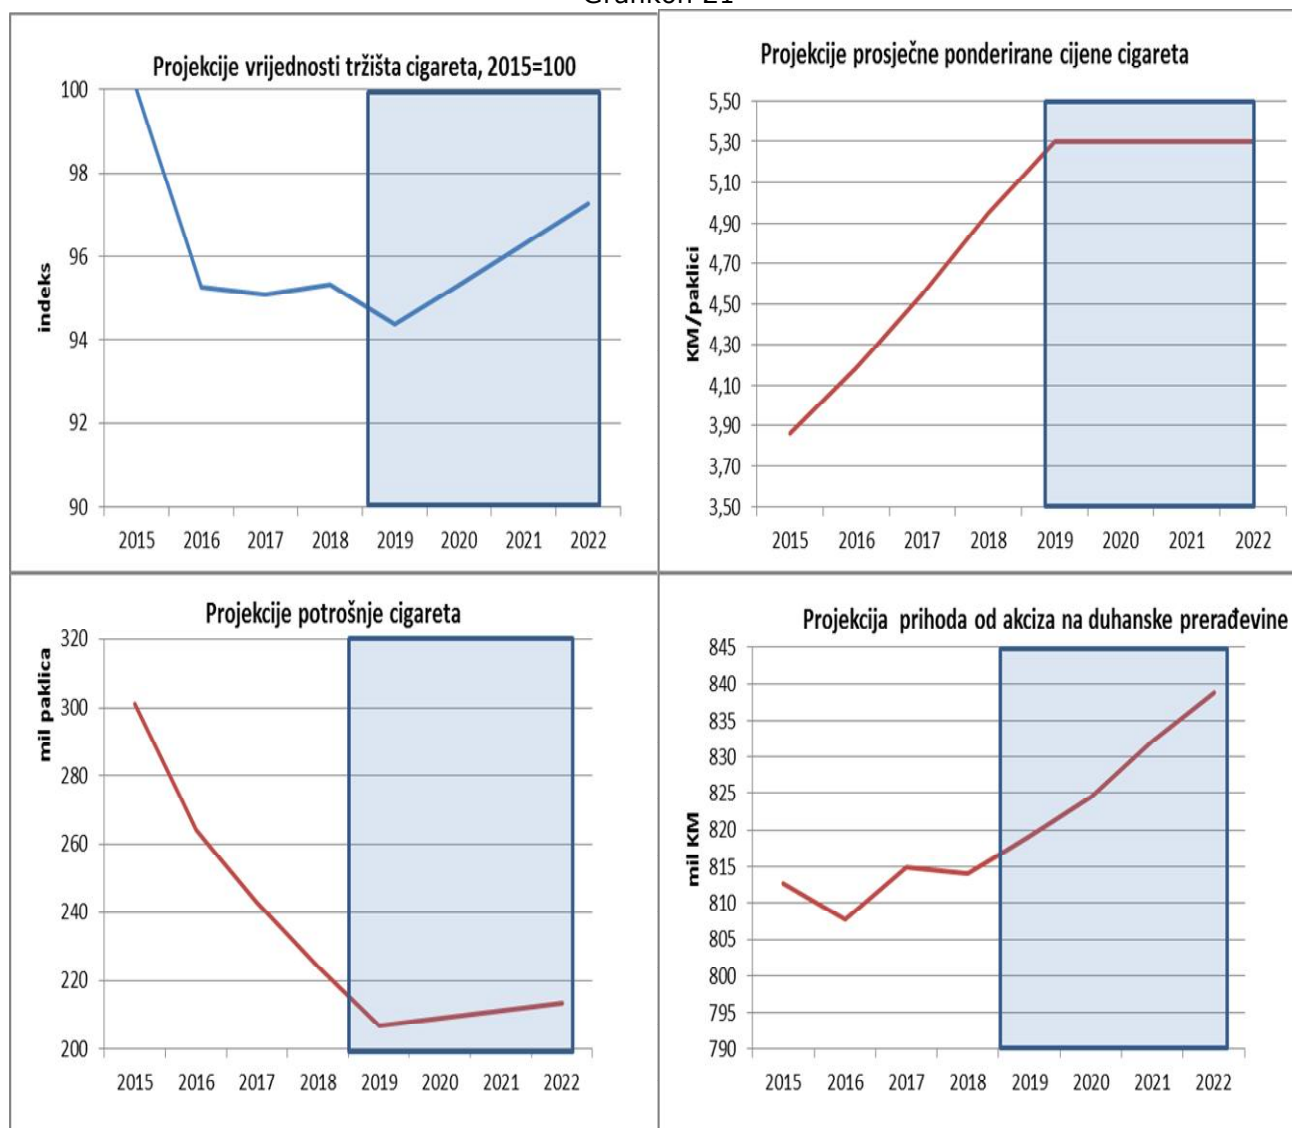 Grafikon 21
Projekcije vrijednosti tržišta cigareta, 2015=100
100
98
96
94
92
90
indeks
2015 2016 2017 2018 2019 2020 2021 2022
Projekcije prosječne ponderirane cijene cigareta
5,50
5,30
5,10
4,90
4,70
4,50
4,30
4,10
3,90
3,70
3,50
KM/paklici
2015 2016 2017 2018 2019 2020 2021 2022
Projekcije potrošnje cigareta
320
300
280
260
240
220
200
mil paklica
2015 2016 2017 2018 2019 2020 2021 2022
Projekcija prihoda od akciza na duhanske prerađevine
845
840
835
830
825
820
815
810
805
800
795
790
mil KM
2015 2016 2017 2018 2019 2020 2021 2022